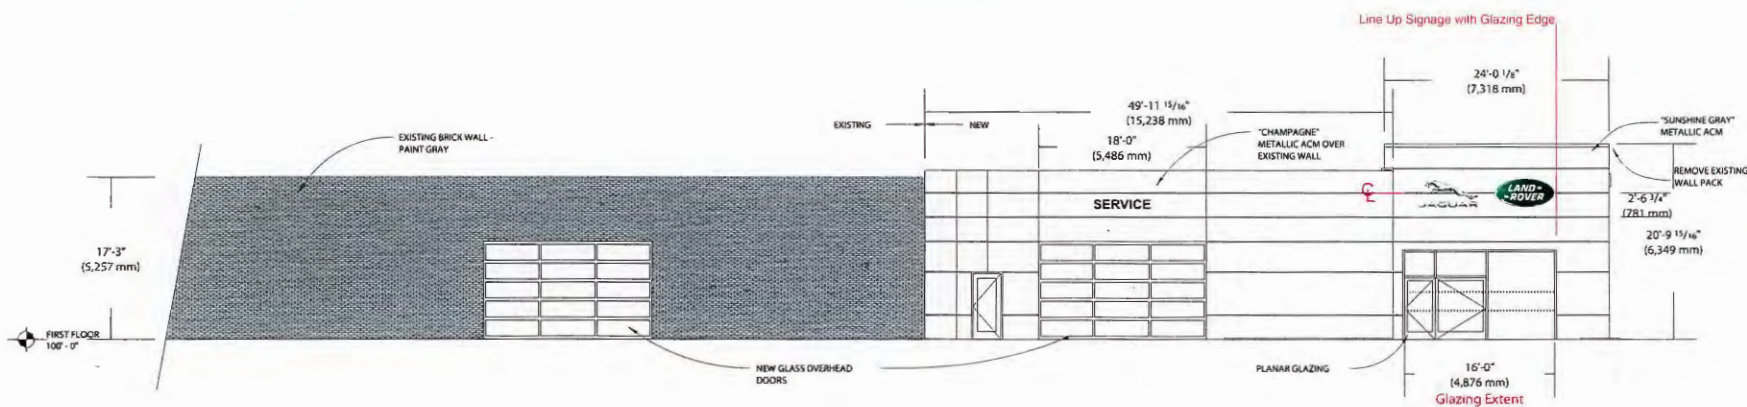 Line Up Signage with Glazing Edge
24'-0 1/8"
(7,318 mm)
49'-11 15/16"
(15,238 mm)
"SUNSHINE GRAY"
METALLIC ACM
EXISTING
NEW
EXISTING BRICK WALL -
PAINT GRAY
18'-0"
(5,486 mm)
"CHAMPAGNE"
METALLIC ACM OVER
EXISTING WALL
REMOVE EXISTING
WALL PACK
CL
JAGUAR
LAND-
-ROVER
SERVICE
2'-6 3/4"
(781 mm)
17'-3"
(5,257 mm)
20'-9 15/16"
(6,349 mm)
FIRST FLOOR
100'-0"
NEW GLASS OVERHEAD
DOORS
PLANAR GLAZING
16'-0"
(4,876 mm)
Glazing Extent